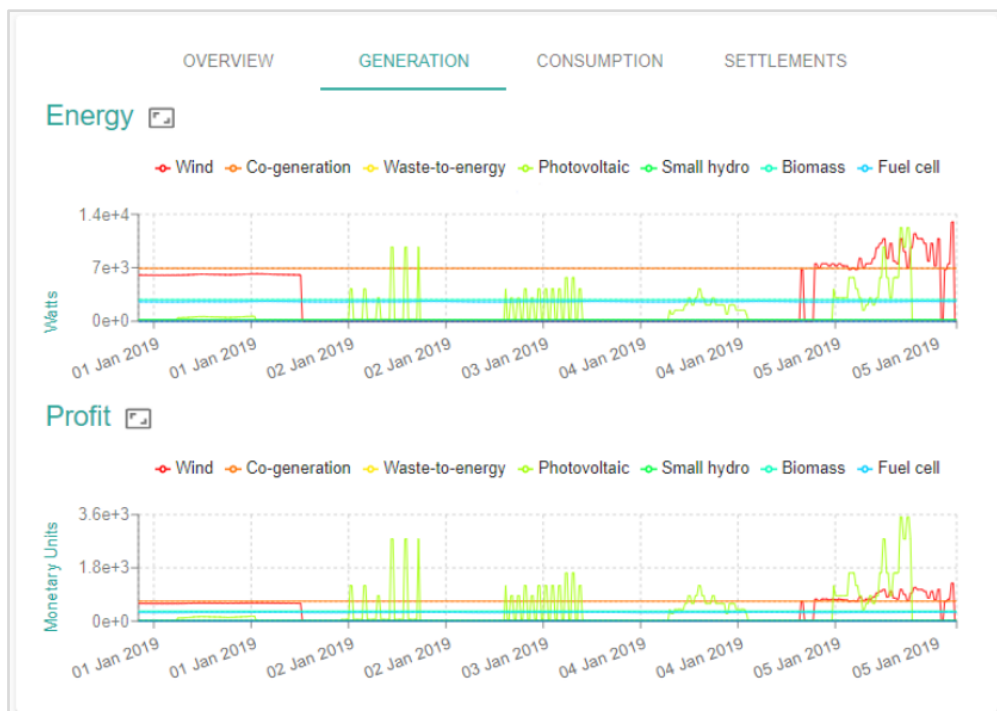 OVERVIEW GENERATION CONSUMPTION SETTLEMENTS
Energy
Wind Co-generation Waste-to-energy Photovoltaic Small hydro Biomass Fuel cell
1.4e+4
7e+3
0e+0
Watts
01 Jan 2019 01 Jan 2019 02 Jan 2019 02 Jan 2019 03 Jan 2019 04 Jan 2019 04 Jan 2019 05 Jan 2019 05 Jan 2019
Profit
Wind Co-generation Waste-to-energy Photovoltaic Small hydro Biomass Fuel cell
3.6e+3
1.8e+3
0e+0
Monetary Units
01 Jan 2019 01 Jan 2019 02 Jan 2019 02 Jan 2019 03 Jan 2019 04 Jan 2019 04 Jan 2019 05 Jan 2019 05 Jan 2019